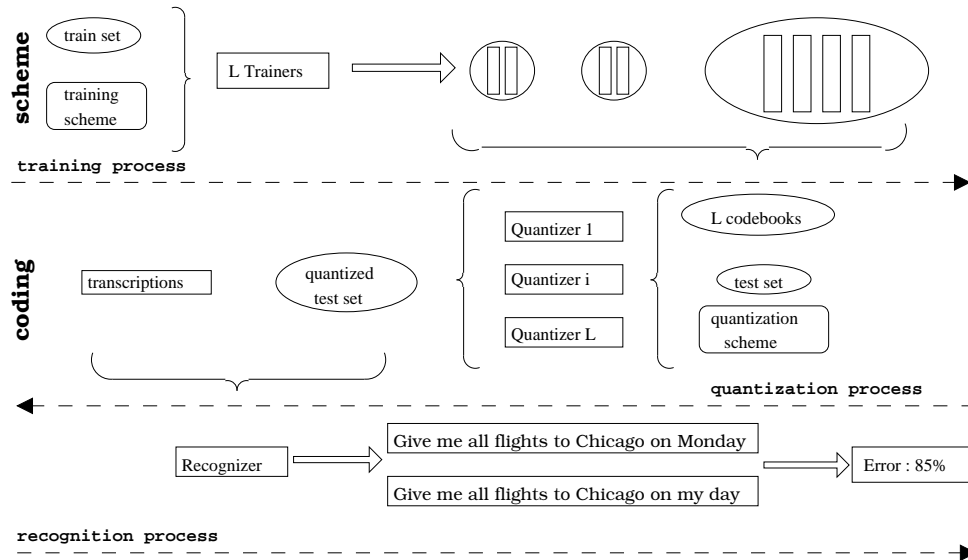 scheme
train set
training
scheme
L Trainers
training process
coding
transcriptions
quantized
test set
Quantizer 1
Quantizer i
Quantizer L
L codebooks
test set
quantization
scheme
quantization process
Recognizer
Give me all flights to Chicago on Monday
Give me all flights to Chicago on my day
Error : 85%
recognition process